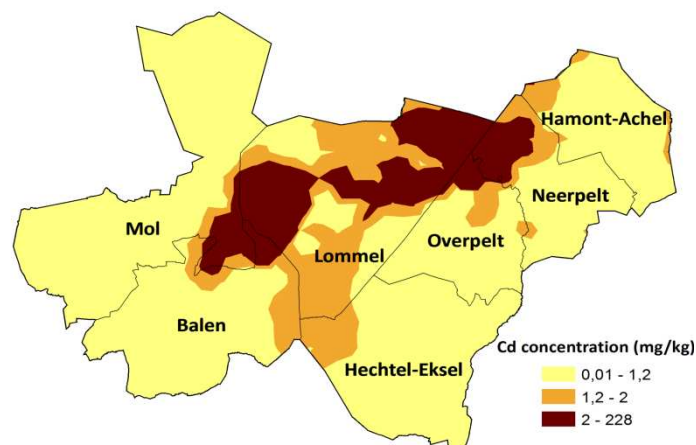 Hamont-Achel
Neerpelt
Mol
Overpelt
Lommel
Balen
Hechtel-Eksel
Cd concentration (mg/kg)
0,01 - 1,2
1,2 - 2
2 - 228